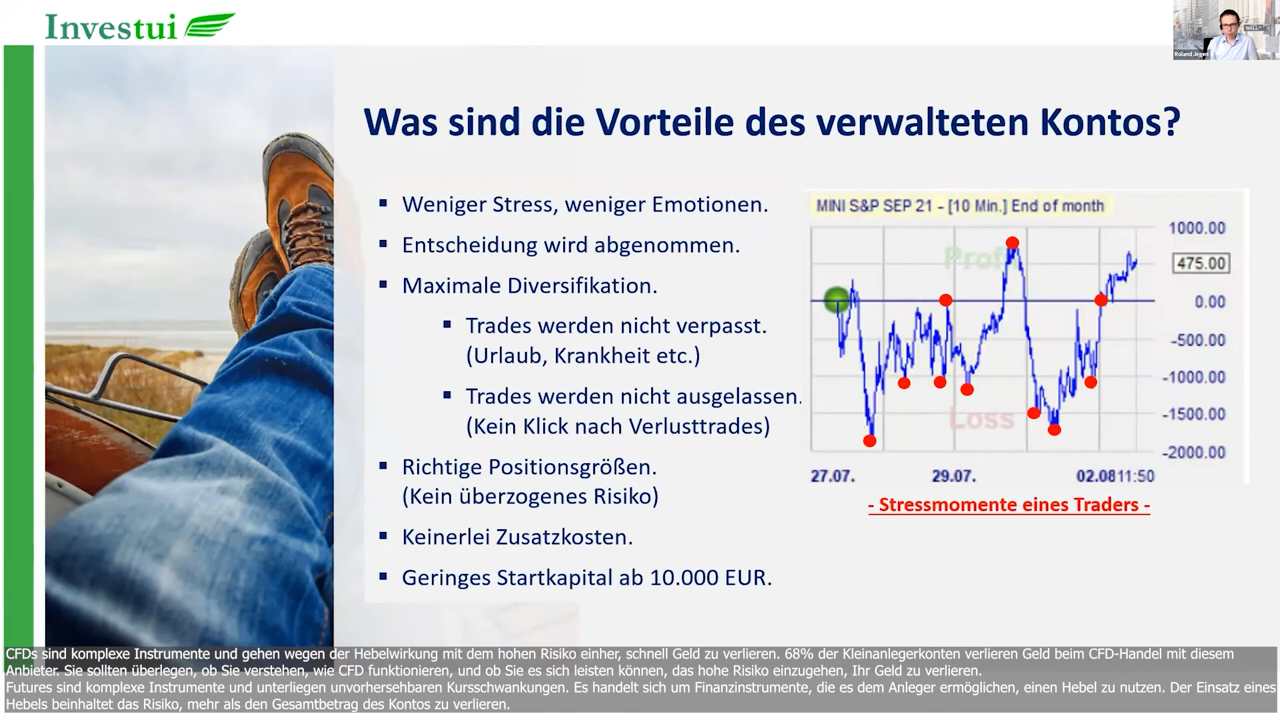 Investui
Roland Jegen
WALL
Was sind die Vorteile des verwalteten Kontos?
▪ Weniger Stress, weniger Emotionen.
▪ Entscheidung wird abgenommen.
▪ Maximale Diversifikation.
▪ Trades werden nicht verpasst.
(Urlaub, Krankheit etc.)
▪ Trades werden nicht ausgelassen.
(Kein Klick nach Verlusttrades)
▪ Richtige Positionsgrößen.
(Kein überzogenes Risiko)
▪ Keinerlei Zusatzkosten.
▪ Geringes Startkapital ab 10.000 EUR.
MINI S&P SEP 21 - [10 Min.] End of month
1000.00
Profit
475.00
0.00
-500.00
-1000.00
-1500.00
Loss
-2000.00
27.07. 29.07. 02.08 11:50
- Stressmomente eines Traders -
CFDs sind komplexe Instrumente und gehen wegen der Hebelwirkung mit dem hohen Risiko einher, schnell Geld zu verlieren. 68% der Kleinanlegerkonten verlieren Geld beim CFD-Handel mit diesem
Anbieter. Sie sollten überlegen, ob Sie verstehen, wie CFD funktionieren, und ob Sie es sich leisten können, das hohe Risiko einzugehen, Ihr Geld zu verlieren.
Futures sind komplexe Instrumente und unterliegen unvorhersehbaren Kursschwankungen. Es handelt sich um Finanzinstrumente, die es dem Anleger ermöglichen, einen Hebel zu nutzen. Der Einsatz eines
Hebels beinhaltet das Risiko, mehr als den Gesamtbetrag des Kontos zu verlieren.